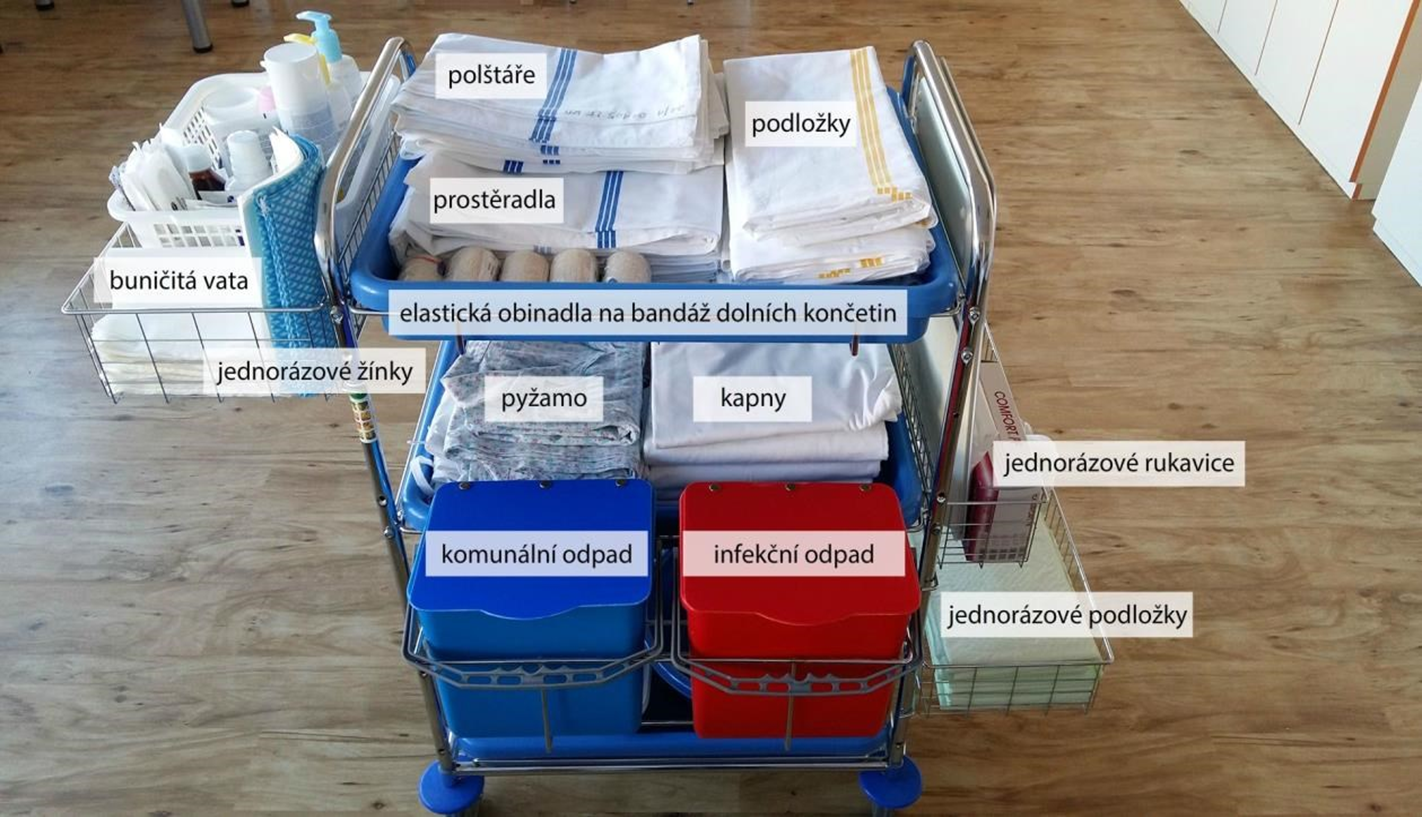 polštáře
podložky
prostěradla
buničitá vata
elastická obinadla na bandáž dolních končetin
jednorázové žínky
pyžamo
kapny
COMFORT
jednorázové rukavice
komunální odpad
infekční odpad
jednorázové podložky